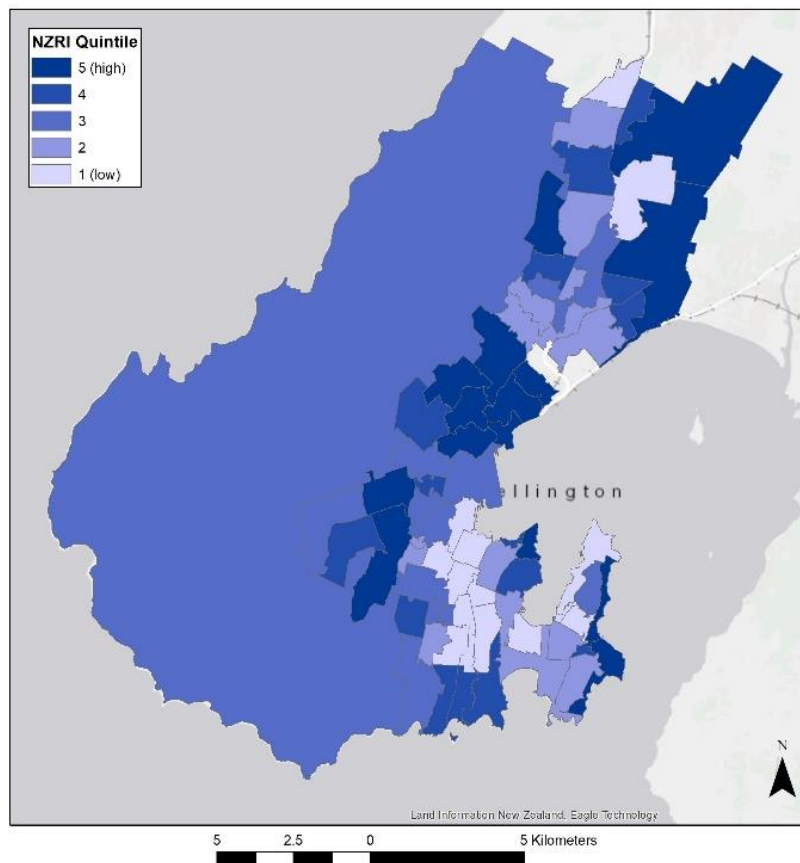 NZRI Quintile
5 (high)
4
3
2
1 (low)
ellington
N
Land Information New Zealand, Eagle Technology
5 2.5 0 5 Kilometers